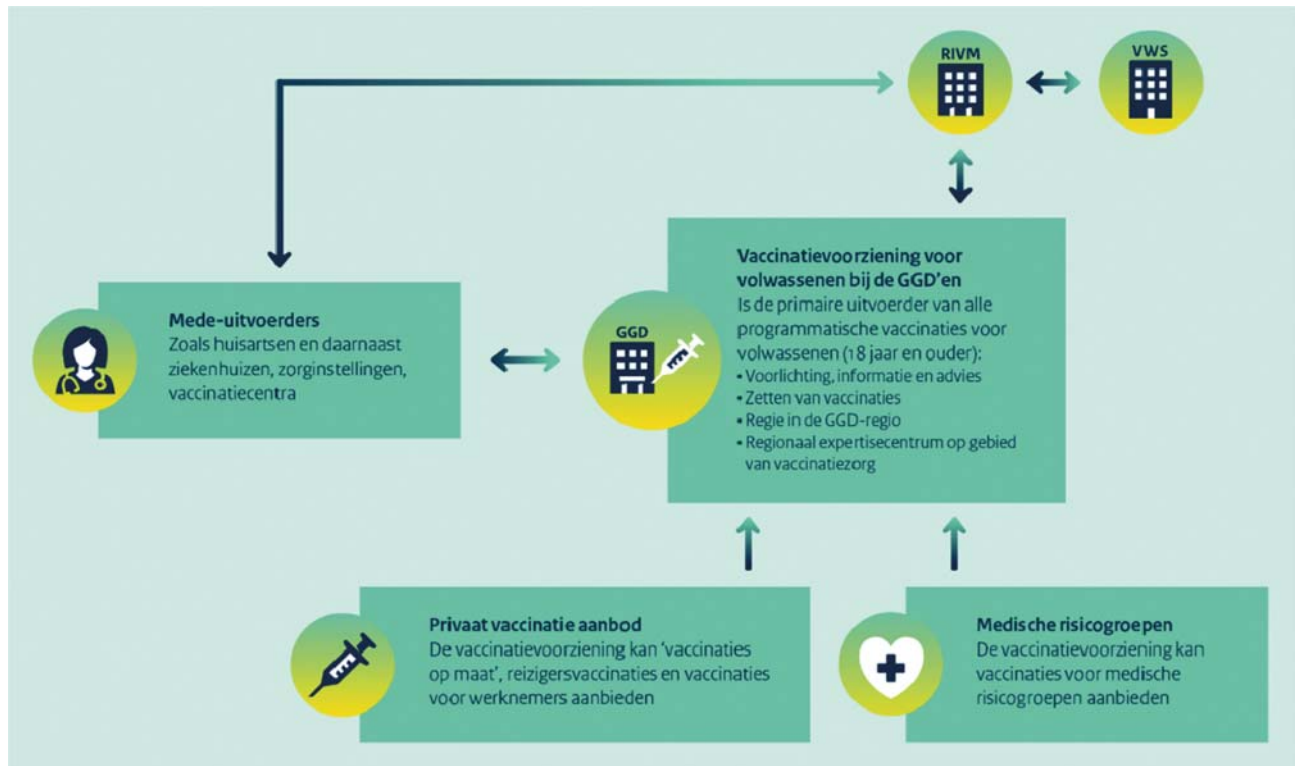 RIVM
VWS
Vaccinatievoorziening voor
volwassenen bij de GGD’en
Is de primaire uitvoerder van alle
programmatische vaccinaties voor
volwassenen (18 jaar en ouder):
• Voorlichting, informatie en advies
• Zetten van vaccinaties
• Regie in de GGD-regio
• Regionaal expertisecentrum op gebied
van vaccinatiezorg
Mede-uitvoerders
Zoals huisartsen en daarnaast
ziekenhuizen, zorginstellingen,
vaccinatiecentra
GGD
Privaat vaccinatie aanbod
De vaccinatievoorziening kan ‘vaccinaties
op maat’, reizigersvaccinaties en vaccinaties
voor werknemers aanbieden
Medische risicogroepen
De vaccinatievoorziening kan
vaccinaties voor medische
risicogroepen aanbieden